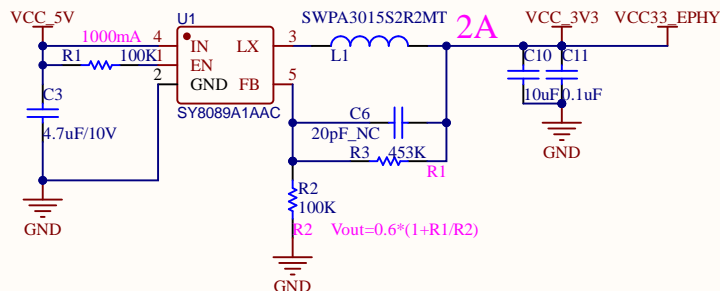 VCC_5V
U1
SWPA3015S2R2MT
2A
VCC_3V3
VCC33_EPHY
1000mA
4
IN
LX
3
L1
R1
100K
1
EN
2
GND
FB
5
C10
C11
C3
SY8089A1AAC
C6
10uF
0.1uF
4.7uF/10V
20pF_NC
R3
453K
GND
R1
R2
100K
GND
R2
Vout=0.6*(1+R1/R2)
GND